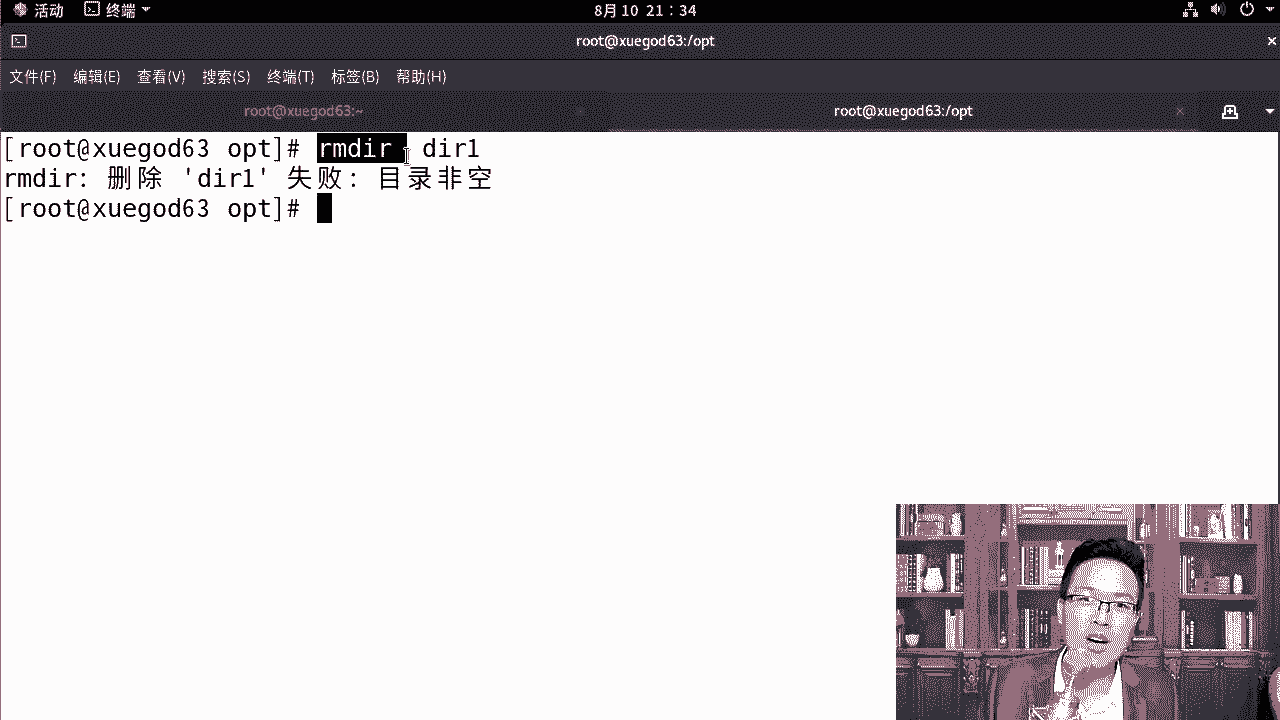 活动 终端 8月10 21：34
root@xuegod63:/opt
文件(F) 编辑(E) 查看(V) 搜索(S) 终端(T) 标签(B) 帮助(H)
root@xuegod63:~ root@xuegod63:/opt
[root@xuegod63 opt]# rmdir dir1
rmdir: 删除 'dir1' 失败: 目录非空
[root@xuegod63 opt]#